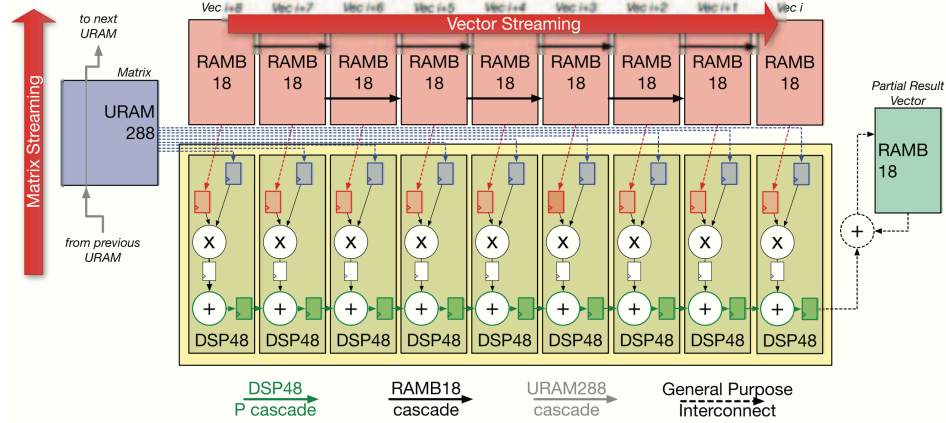 Vec i+8 Vec i+7 Vec i+6 Vec i+5 Vec i+4 Vec i+3 Vec i+2 Vec i+1 Vec i
Vector Streaming
to next
URAM
Matrix Streaming
Matrix
URAM
288
from previous
URAM
RAMB RAMB RAMB RAMB RAMB RAMB RAMB RAMB RAMB
18 18 18 18 18 18 18 18 18
Partial Result
Vector
RAMB
18
X X X X X X X X X
+
+ + + + + + + + +
DSP48 DSP48 DSP48 DSP48 DSP48 DSP48 DSP48 DSP48 DSP48
DSP48
P cascade
RAMB18
cascade
URAM288
cascade
General Purpose
Interconnect